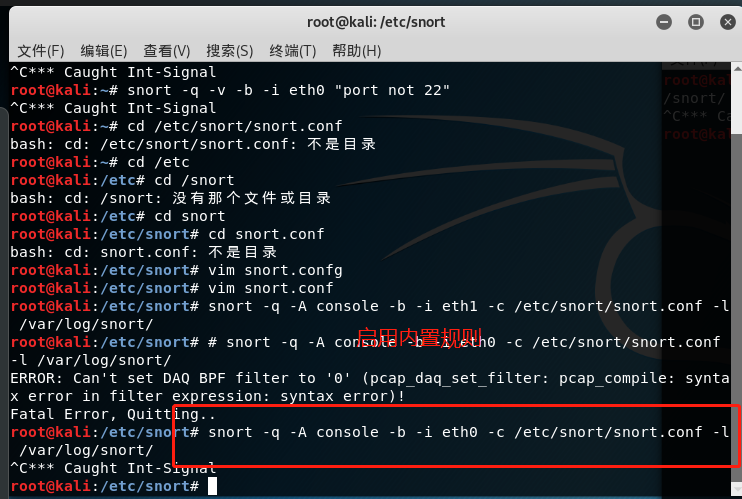 root@kali: /etc/snort
文件(F) 编辑(E) 查看(V) 搜索(S) 终端(T) 帮助(H)
^C*** Caught Int-Signal
root@kali:~# snort -q -v -b -i eth0 "port not 22"
^C*** Caught Int-Signal
root@kali:~# cd /etc/snort/snort.conf
bash: cd: /etc/snort/snort.conf: 不是目录
root@kali:~# cd /etc
root@kali:/etc# cd /snort
bash: cd: /snort: 没有那个文件或目录
root@kali:/etc# cd snort
root@kali:/etc/snort# cd snort.conf
bash: cd: snort.conf: 不是目录
root@kali:/etc/snort# vim snort.confg
root@kali:/etc/snort# vim snort.conf
root@kali:/etc/snort# snort -q -A console -b -i eth1 -c /etc/snort/snort.conf -l
/var/log/snort/
启用内置规则
root@kali:/etc/snort# # snort -q -A console -b -i eth0 -c /etc/snort/snort.conf
-l /var/log/snort/
ERROR: Can't set DAQ BPF filter to '0' (pcap_daq_set_filter: pcap_compile: synta
x error in filter expression: syntax error)!
Fatal Error, Quitting..
root@kali:/etc/snort# snort -q -A console -b -i eth0 -c /etc/snort/snort.conf -l
/var/log/snort/
^C*** Caught Int-Signal
root@kali:/etc/snort#